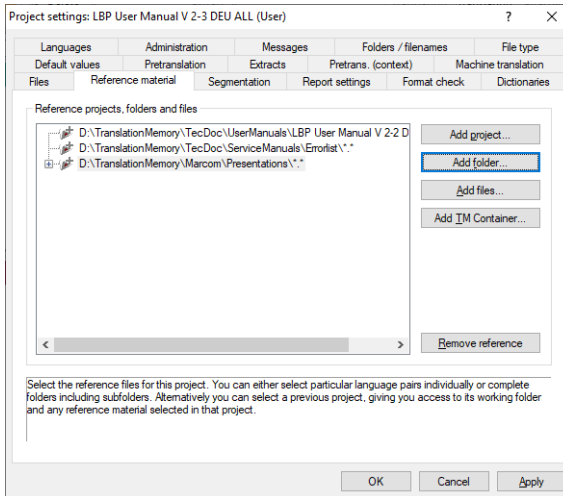 Project settings: LBP User Manual V 2-3 DEU ALL (User)
? ×
Languages Administration Messages Folders / filenames File type
Default values Pretranslation Extracts Pretrans. (context) Machine translation
Files Reference material Segmentation Report settings Format check Dictionaries
Reference projects, folders and files
D:\TranslationMemory\TecDoc\UserManuals\LBP User Manual V 2-2 D
D:\TranslationMemory\TecDoc\ServiceManuals\Errorlist\*.*
D:\TranslationMemory\Marcom\Presentations\*.*
Add project...
Add folder...
Add files...
Add TM Container...
Remove reference
Select the reference files for this project. You can either select particular language pairs individually or complete
folders including subfolders. Alternatively you can select a previous project, giving you access to its working folder
and any reference material selected in that project.
OK Cancel Apply